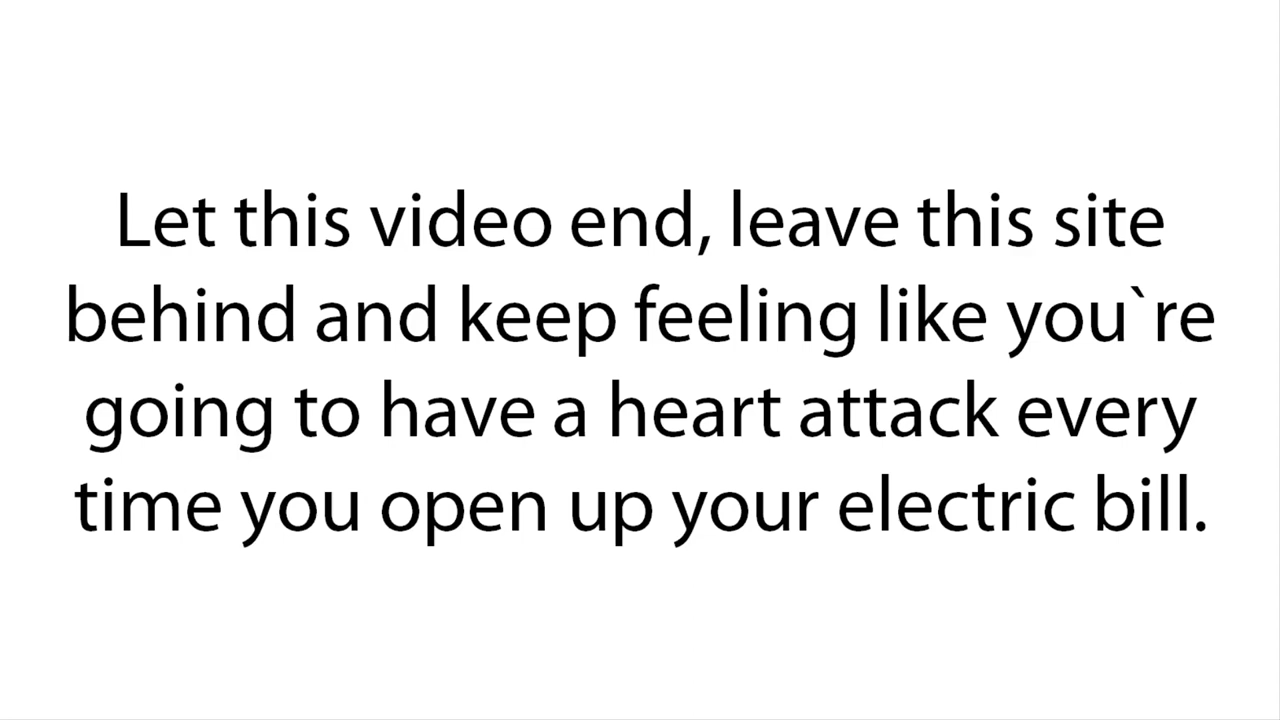 Let this video end, leave this site
behind and keep feeling like you`re
going to have a heart attack every
time you open up your electric bill.